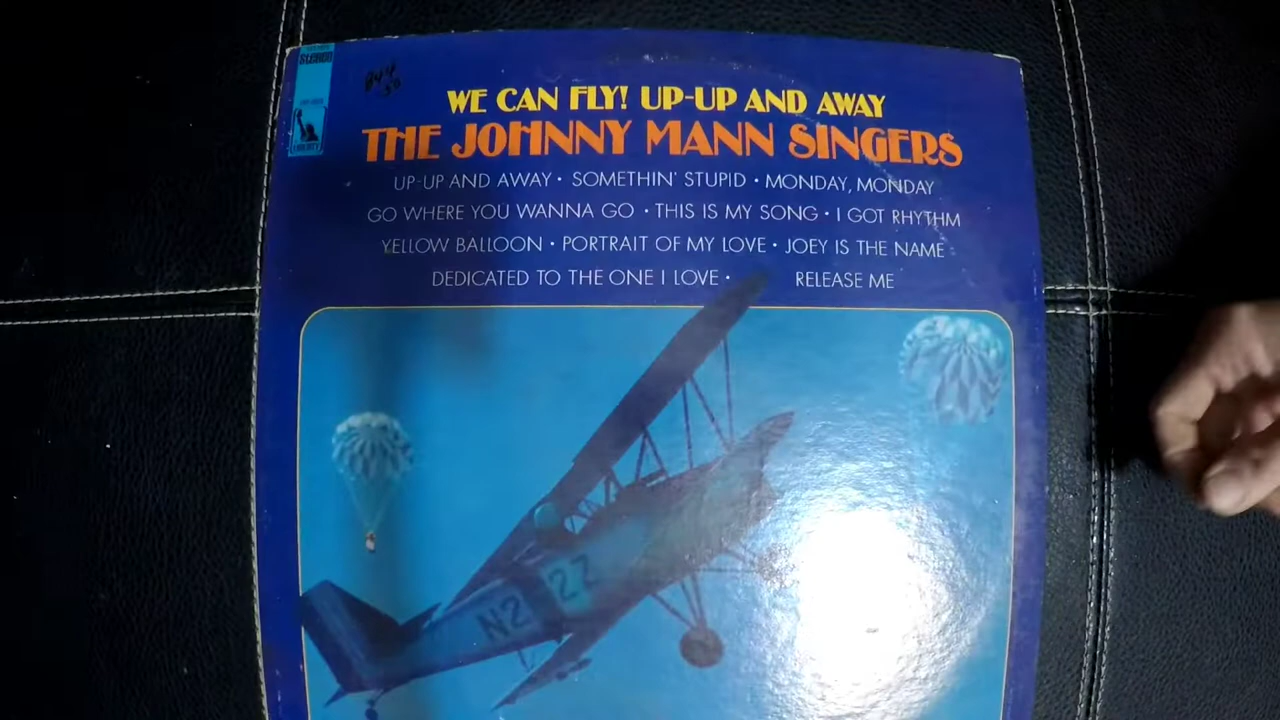 STEREO
LIBERTY
WE CAN FLY! UP-UP AND AWAY
THE JOHNNY MANN SINGERS
UP-UP AND AWAY • SOMETHIN' STUPID • MONDAY, MONDAY
GO WHERE YOU WANNA GO • THIS IS MY SONG • I GOT RHYTHM
YELLOW BALLOON • PORTRAIT OF MY LOVE • JOEY IS THE NAME
DEDICATED TO THE ONE I LOVE • RELEASE ME